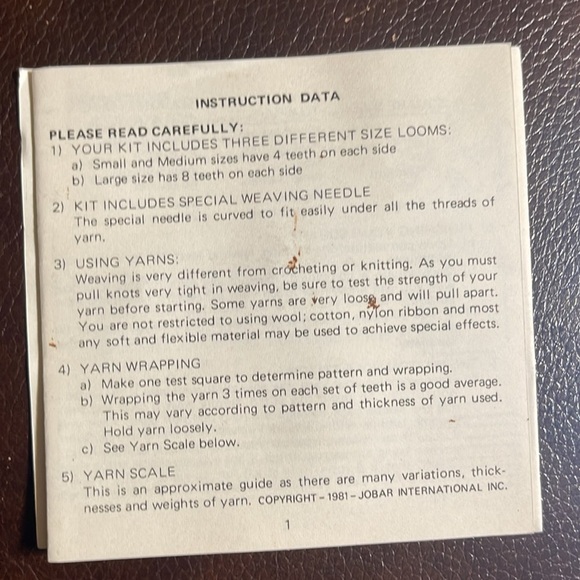 INSTRUCTION DATA
PLEASE READ CAREFULLY:
1) YOUR KIT INCLUDES THREE DIFFERENT SIZE LOOMS:
a) Small and Medium sizes have 4 teeth on each side
b) Large size has 8 teeth on each side
2) KIT INCLUDES SPECIAL WEAVING NEEDLE
The special needle is curved to fit easily under all the threads of
yarn.
3) USING YARNS:
Weaving is very different from crocheting or knitting. As you must
pull knots very tight in weaving, be sure to test the strength of your
yarn before starting. Some yarns are very loose and will pull apart.
You are not restricted to using wool; cotton, nylon ribbon and most
any soft and flexible material may be used to achieve special effects.
4) YARN WRAPPING
a) Make one test square to determine pattern and wrapping.
b) Wrapping the yarn 3 times on each set of teeth is a good average.
This may vary according to pattern and thickness of yarn used.
Hold yarn loosely.
c) See Yarn Scale below.
5) YARN SCALE
This is an approximate guide as there are many variations, thick-
nesses and weights of yarn. COPYRIGHT - 1981 - JOBAR INTERNATIONAL INC.
1